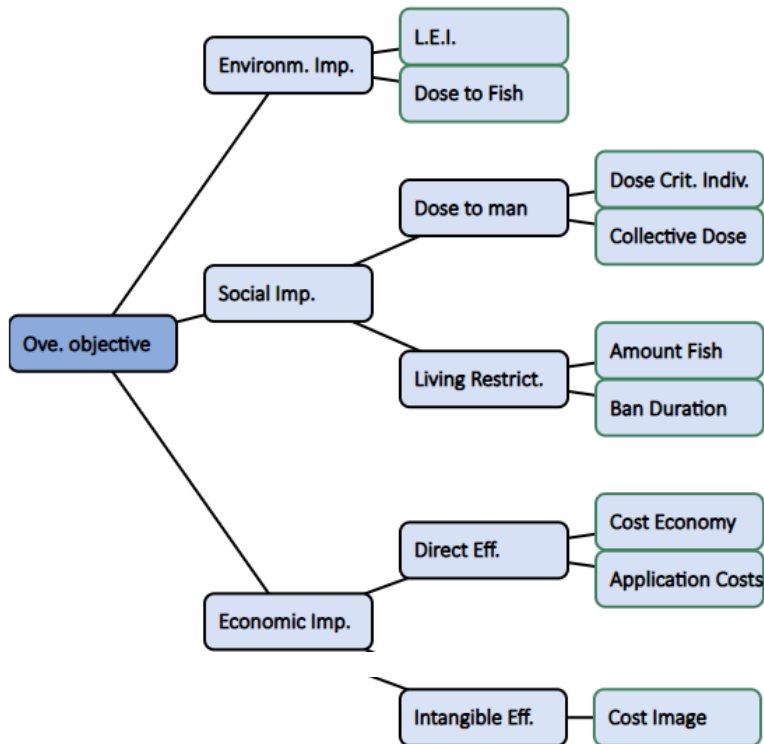 L.E.I.
Environm. Imp.
Dose to Fish
Dose Crit. Indiv.
Dose to man
Collective Dose
Social Imp.
Ove. objective
Amount Fish
Living Restrict.
Ban Duration
Cost Economy
Direct Eff.
Application Costs
Economic Imp.
Intangible Eff.
Cost Image